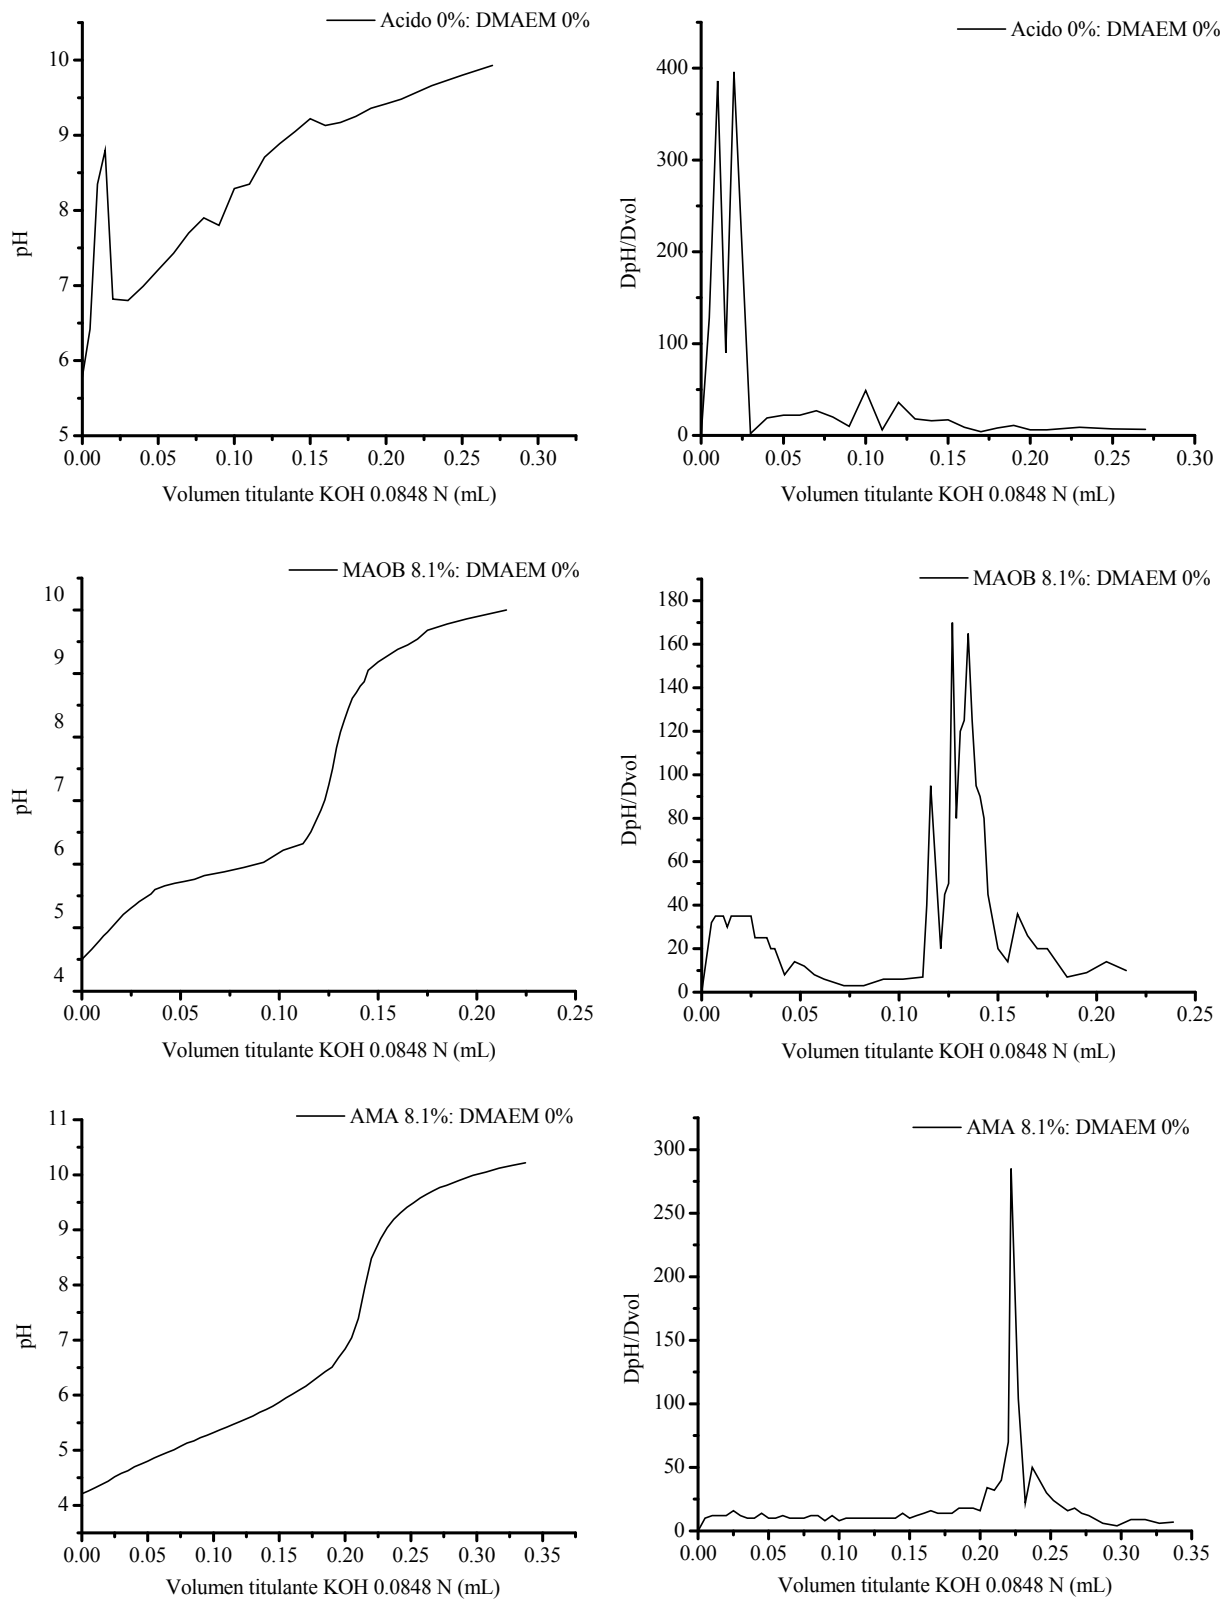 Acido 0%: DMAEM 0%
10
9
8
7
6
5
pH
0.00 0.05 0.10 0.15 0.20 0.25 0.30
Volumen titulante KOH 0.0848 N (mL)
Acido 0%: DMAEM 0%
400
300
200
100
0
DpH/Dvol
0.00 0.05 0.10 0.15 0.20 0.25 0.30
Volumen titulante KOH 0.0848 N (mL)
MAOB 8.1%: DMAEM 0%
10
9
8
7
6
5
4
pH
0.00 0.05 0.10 0.15 0.20 0.25
Volumen titulante KOH 0.0848 N (mL)
MAOB 8.1%: DMAEM 0%
180
160
140
120
100
80
60
40
20
0
DpH/Dvol
0.00 0.05 0.10 0.15 0.20 0.25
Volumen titulante KOH 0.0848 N (mL)
AMA 8.1%: DMAEM 0%
11
10
9
8
7
6
5
4
pH
0.00 0.05 0.10 0.15 0.20 0.25 0.30 0.35
Volumen titulante KOH 0.0848 N (mL)
AMA 8.1%: DMAEM 0%
300
250
200
150
100
50
0
DpH/Dvol
0.00 0.05 0.10 0.15 0.20 0.25 0.30 0.35
Volumen titulante KOH 0.0848 N (mL)